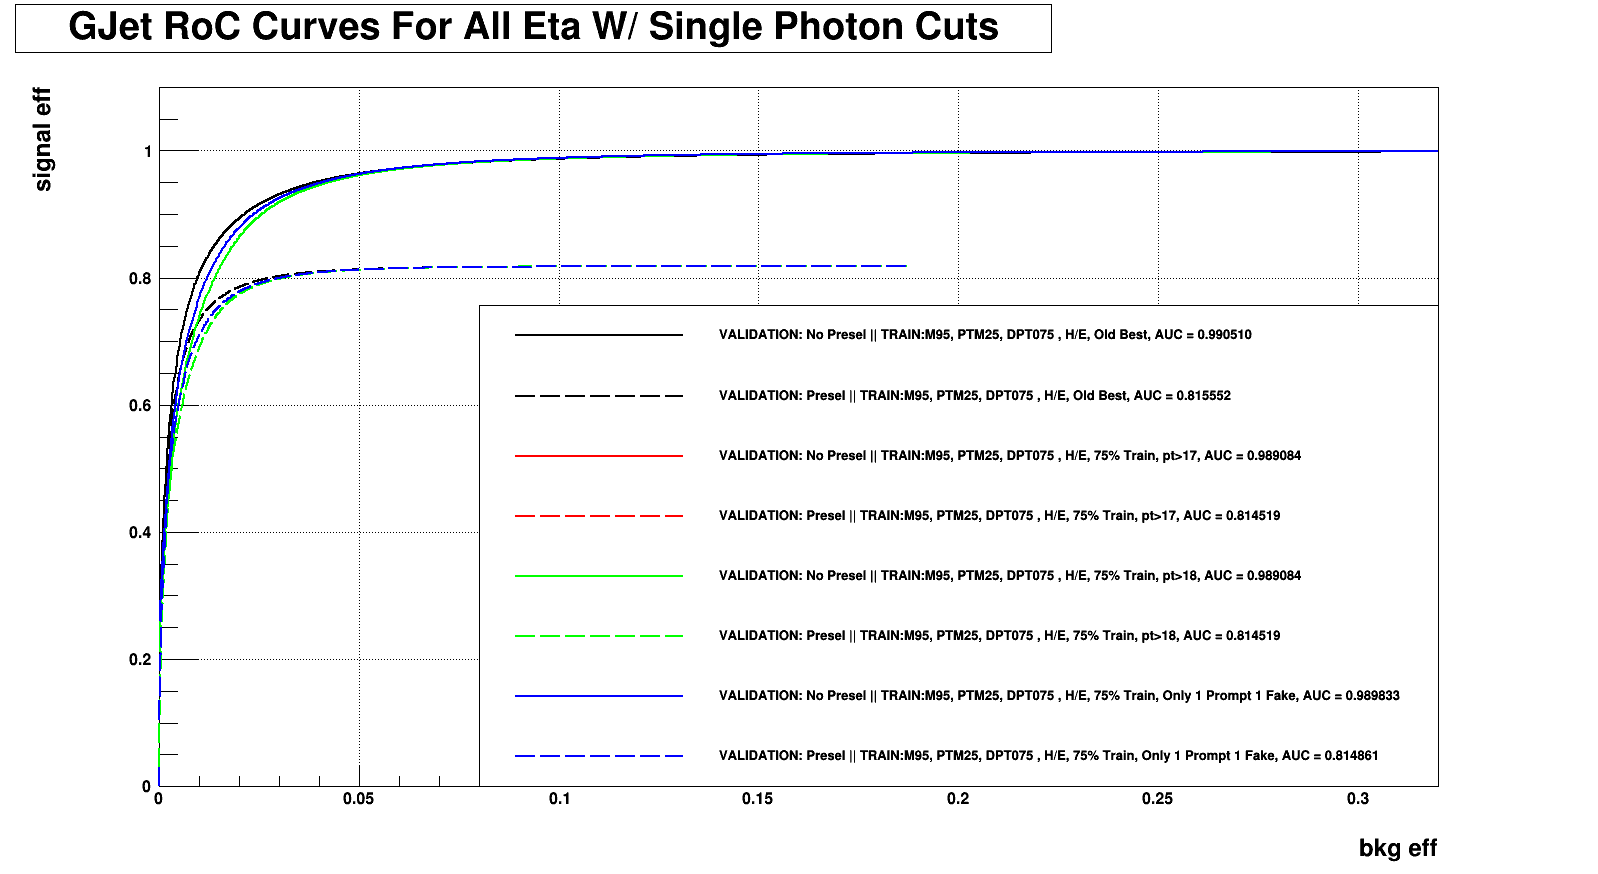 GJet RoC Curves For All Eta W/ Single Photon Cuts
signal eff
1
0.8
0.6
0.4
0.2
0
VALIDATION: No Presel || TRAIN:M95, PTM25, DPT075 , H/E, Old Best, AUC = 0.990510
VALIDATION: Presel || TRAIN:M95, PTM25, DPT075 , H/E, Old Best, AUC = 0.815552
VALIDATION: No Presel || TRAIN:M95, PTM25, DPT075 , H/E, 75% Train, pt>17, AUC = 0.989084
VALIDATION: Presel || TRAIN:M95, PTM25, DPT075 , H/E, 75% Train, pt>17, AUC = 0.814519
VALIDATION: No Presel || TRAIN:M95, PTM25, DPT075 , H/E, 75% Train, pt>18, AUC = 0.989084
VALIDATION: Presel || TRAIN:M95, PTM25, DPT075 , H/E, 75% Train, pt>18, AUC = 0.814519
VALIDATION: No Presel || TRAIN:M95, PTM25, DPT075 , H/E, 75% Train, Only 1 Prompt 1 Fake, AUC = 0.989833
VALIDATION: Presel || TRAIN:M95, PTM25, DPT075 , H/E, 75% Train, Only 1 Prompt 1 Fake, AUC = 0.814861
0 0.05 0.1 0.15 0.2 0.25 0.3
bkg eff